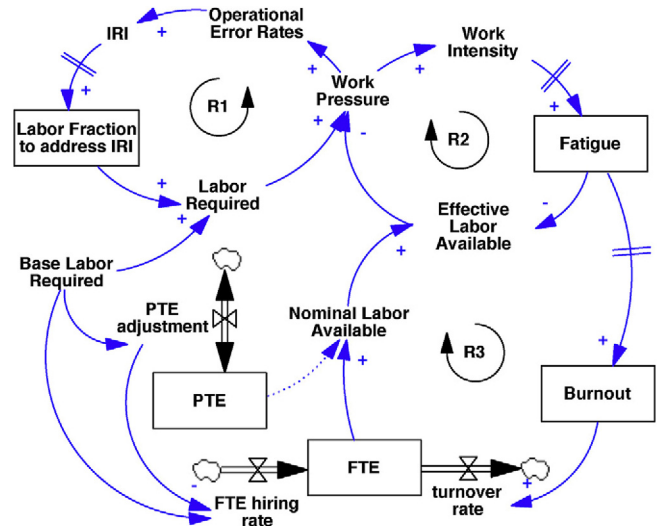 Operational
Error Rates
IRI
+
+
Work
Intensity
+
+
Work
Pressure
+
-
+
R1
R2
Labor Fraction
to address IRI
+
+
Labor
Required
Fatigue
-
Effective
Labor
Available
+
Base Labor
Required
PTE
adjustment
Nominal Labor
Available
+
R3
+
PTE
Burnout
FTE
-
FTE hiring
rate
turnover
rate
+